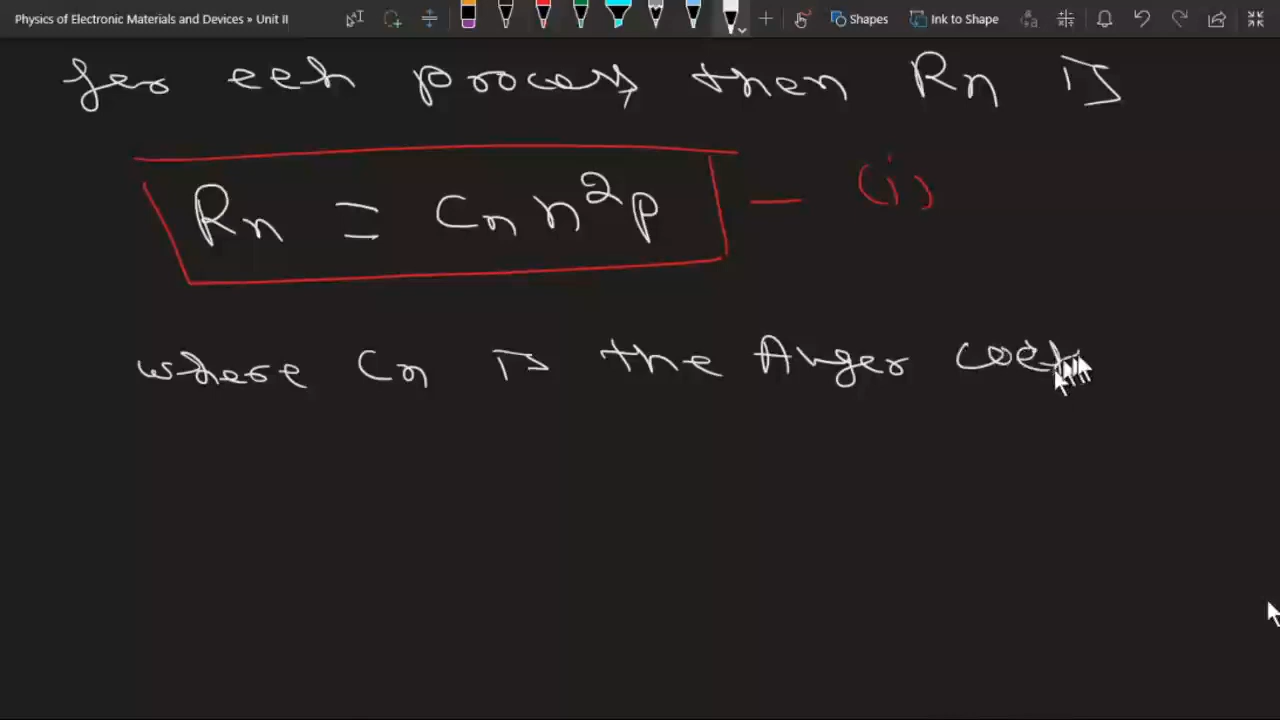 Physics of Electronic Materials and Devices » Unit II
Shapes
Ink to Shape
for eeh process, then Rn is
Rn = Cn n²p — (i)
where Cn is the Auger coef